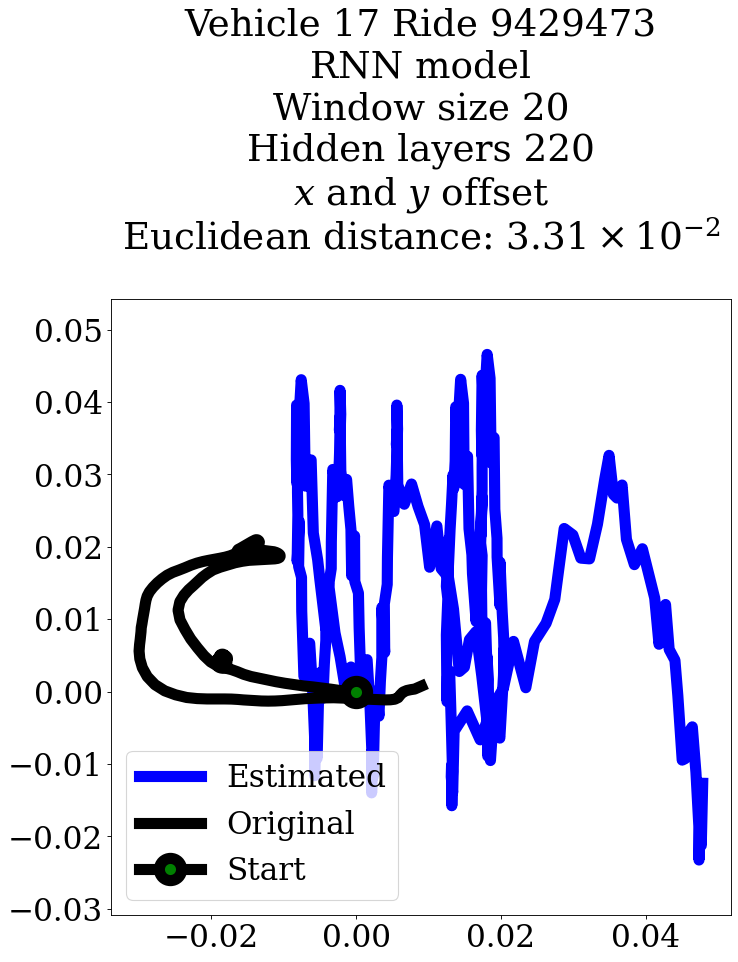 Vehicle 17 Ride 9429473
RNN model
Window size 20
Hidden layers 220
x and y offset
Euclidean distance: 3.31 × 10⁻²
0.05
0.04
0.03
0.02
0.01
0.00
−0.01
−0.02
−0.03
Estimated
Original
Start
−0.02 0.00 0.02 0.04